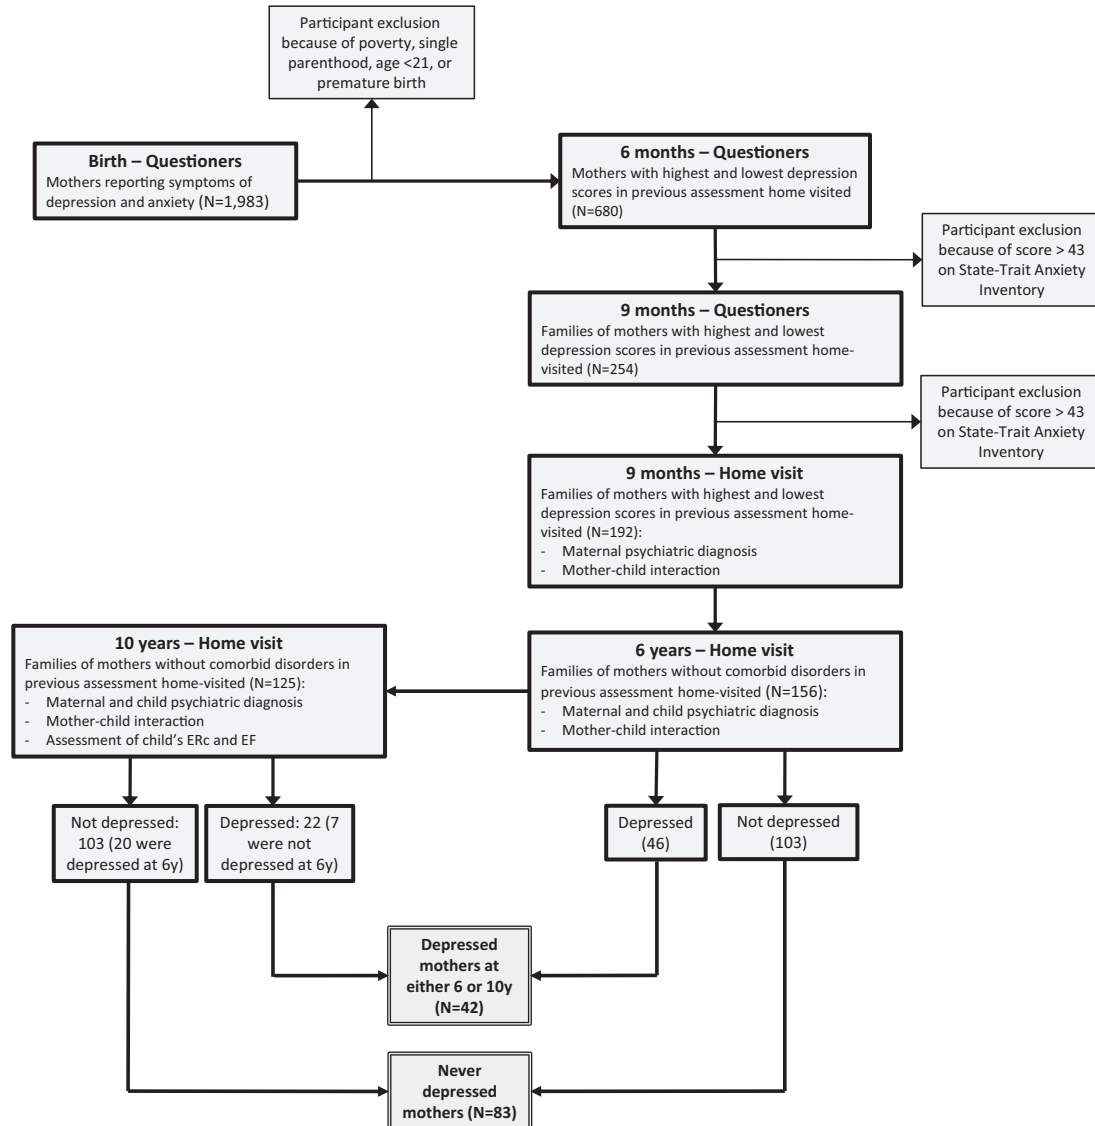 Participant exclusion
because of poverty, single
parenthood, age <21, or
premature birth
Birth – Questioners
Mothers reporting symptoms of
depression and anxiety (N=1,983)
6 months – Questioners
Mothers with highest and lowest depression
scores in previous assessment home visited
(N=680)
Participant exclusion
because of score > 43
on State-Trait Anxiety
Inventory
9 months – Questioners
Families of mothers with highest and lowest
depression scores in previous assessment home-
visited (N=254)
Participant exclusion
because of score > 43
on State-Trait Anxiety
Inventory
9 months – Home visit
Families of mothers with highest and lowest
depression scores in previous assessment home-
visited (N=192):
- Maternal psychiatric diagnosis
- Mother-child interaction
10 years – Home visit
Families of mothers without comorbid disorders in
previous assessment home-visited (N=125):
- Maternal and child psychiatric diagnosis
- Mother-child interaction
- Assessment of child's ERc and EF
6 years – Home visit
Families of mothers without comorbid disorders in
previous assessment home-visited (N=156):
- Maternal and child psychiatric diagnosis
- Mother-child interaction
Not depressed:
103 (20 were
depressed at 6y)
Depressed: 22 (7
were not
depressed at 6y)
Depressed
(46)
Not depressed
(103)
Depressed
mothers at
either 6 or 10y
(N=42)
Never
depressed
mothers (N=83)